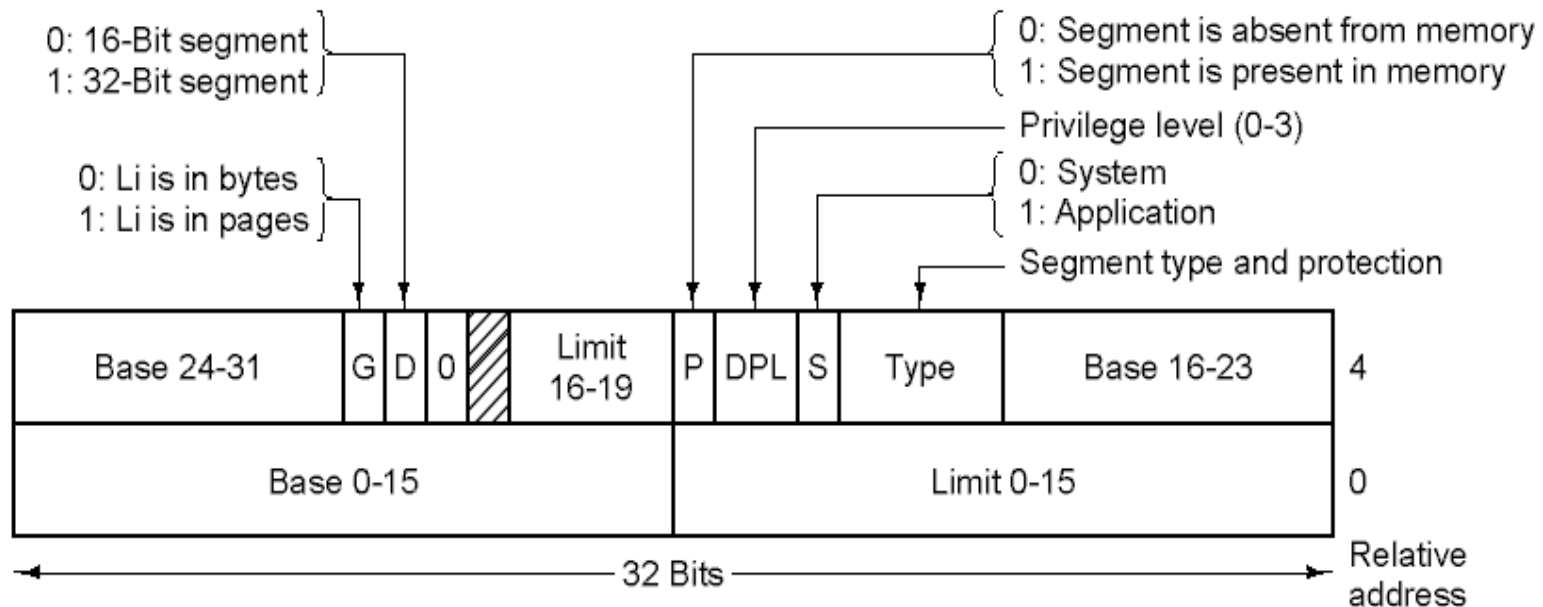 0: 16-Bit segment
1: 32-Bit segment
0: Li is in bytes
1: Li is in pages
0: Segment is absent from memory
1: Segment is present in memory
Privilege level (0-3)
0: System
1: Application
Segment type and protection
Base 24-31 G D 0 Limit 16-19 P DPL S Type Base 16-23 4
Base 0-15 Limit 0-15 0
32 Bits
Relative
address